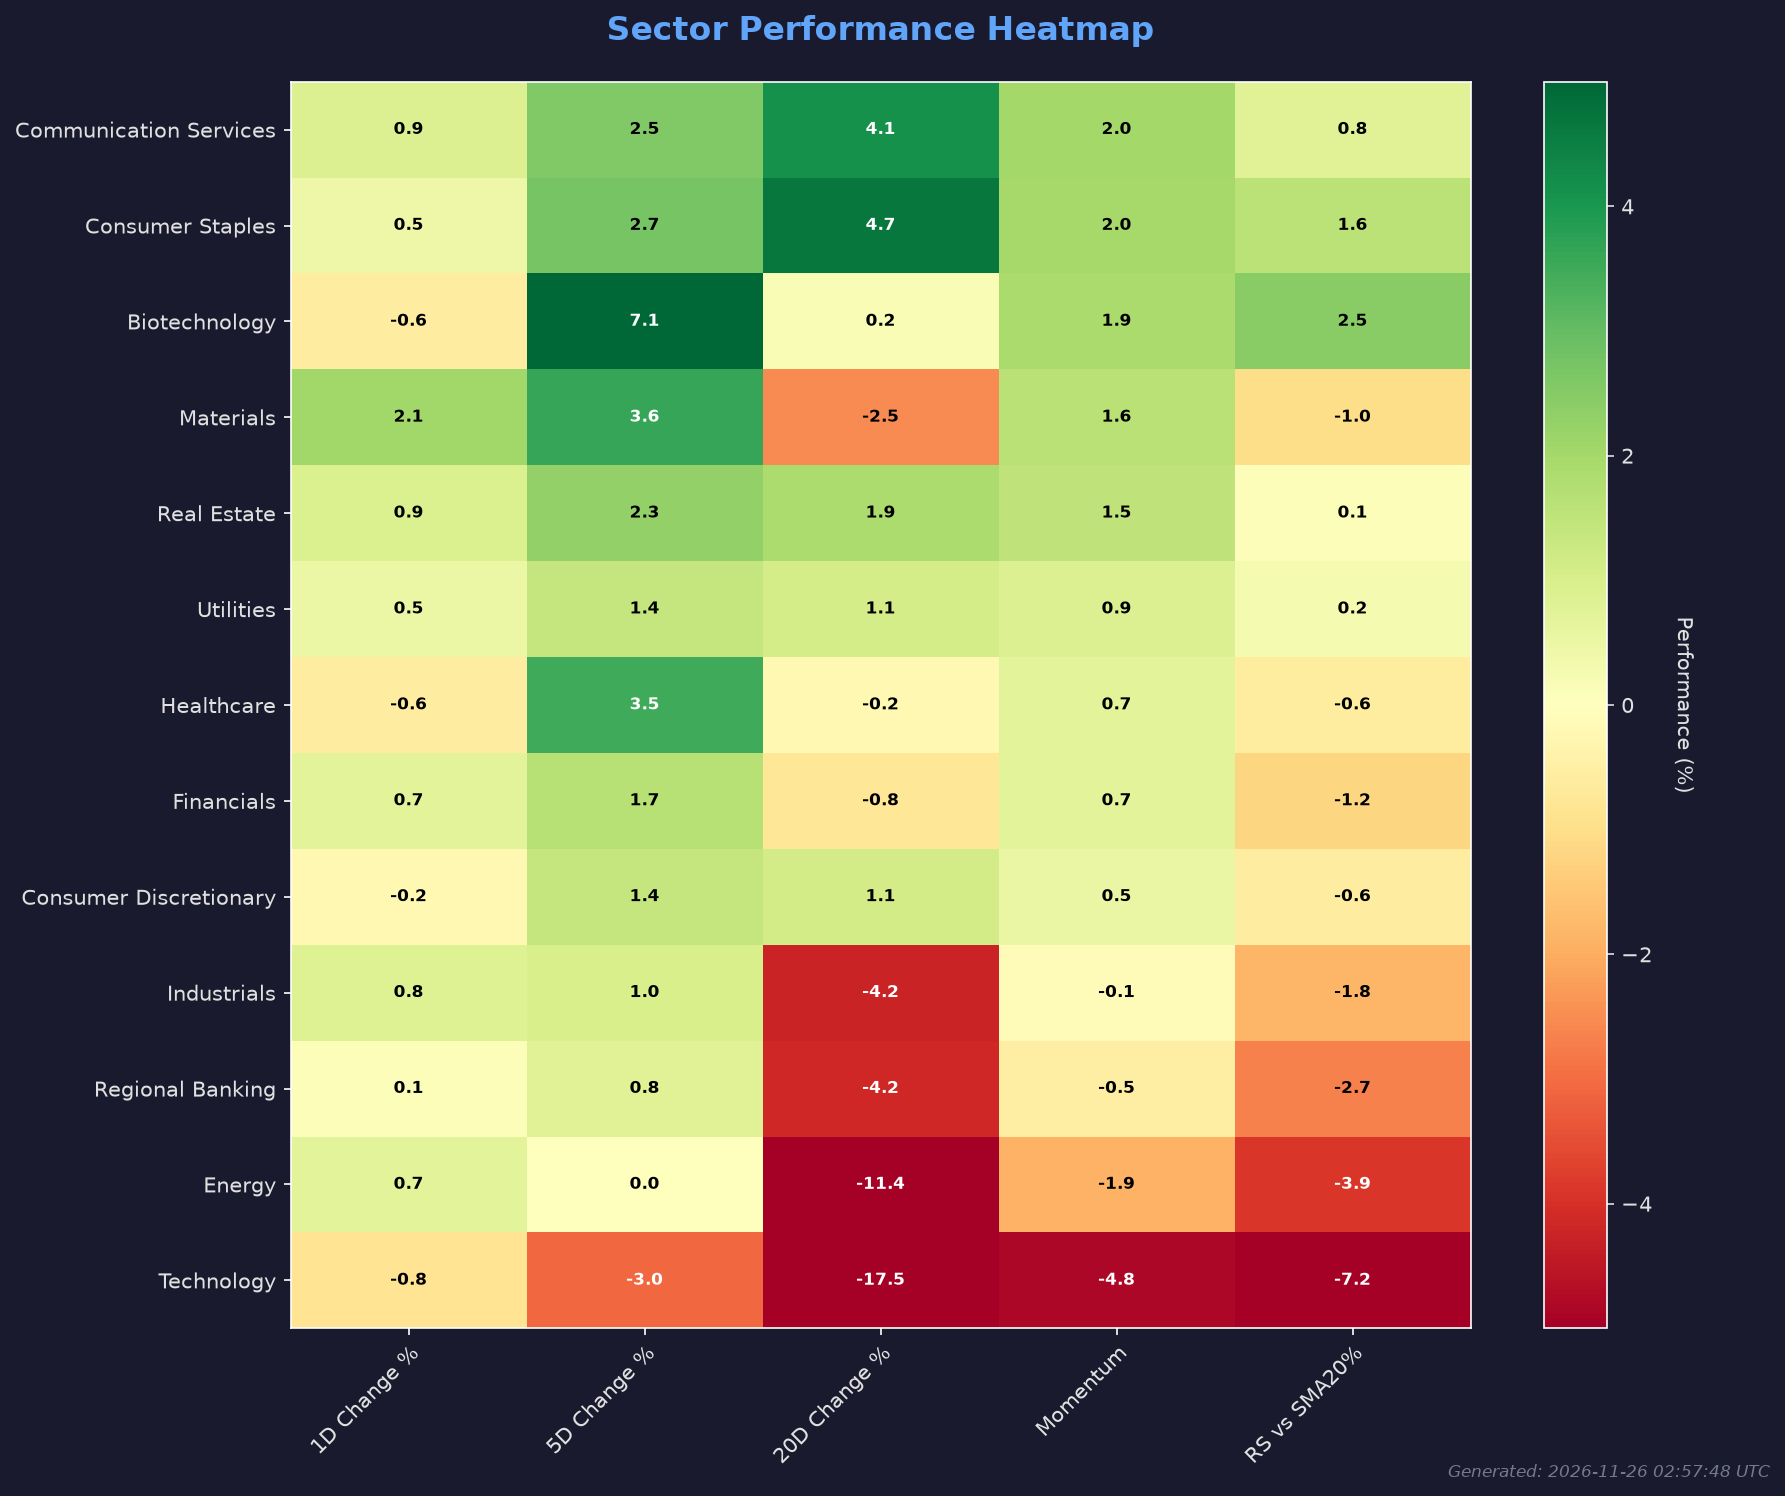 Sector Performance Heatmap
Communication Services 0.9 2.5 4.1 2.0 0.8
Consumer Staples 0.5 2.7 4.7 2.0 1.6
Biotechnology -0.6 7.1 0.2 1.9 2.5
Materials 2.1 3.6 -2.5 1.6 -1.0
Real Estate 0.9 2.3 1.9 1.5 0.1
Utilities 0.5 1.4 1.1 0.9 0.2
Healthcare -0.6 3.5 -0.2 0.7 -0.6
Financials 0.7 1.7 -0.8 0.7 -1.2
Consumer Discretionary -0.2 1.4 1.1 0.5 -0.6
Industrials 0.8 1.0 -4.2 -0.1 -1.8
Regional Banking 0.1 0.8 -4.2 -0.5 -2.7
Energy 0.7 0.0 -11.4 -1.9 -3.9
Technology -0.8 -3.0 -17.5 -4.8 -7.2
1D Change % 5D Change % 20D Change % Momentum RS vs SMA20%
4
2
0
−2
−4
Performance (%)
Generated: 2026-11-26 02:57:48 UTC